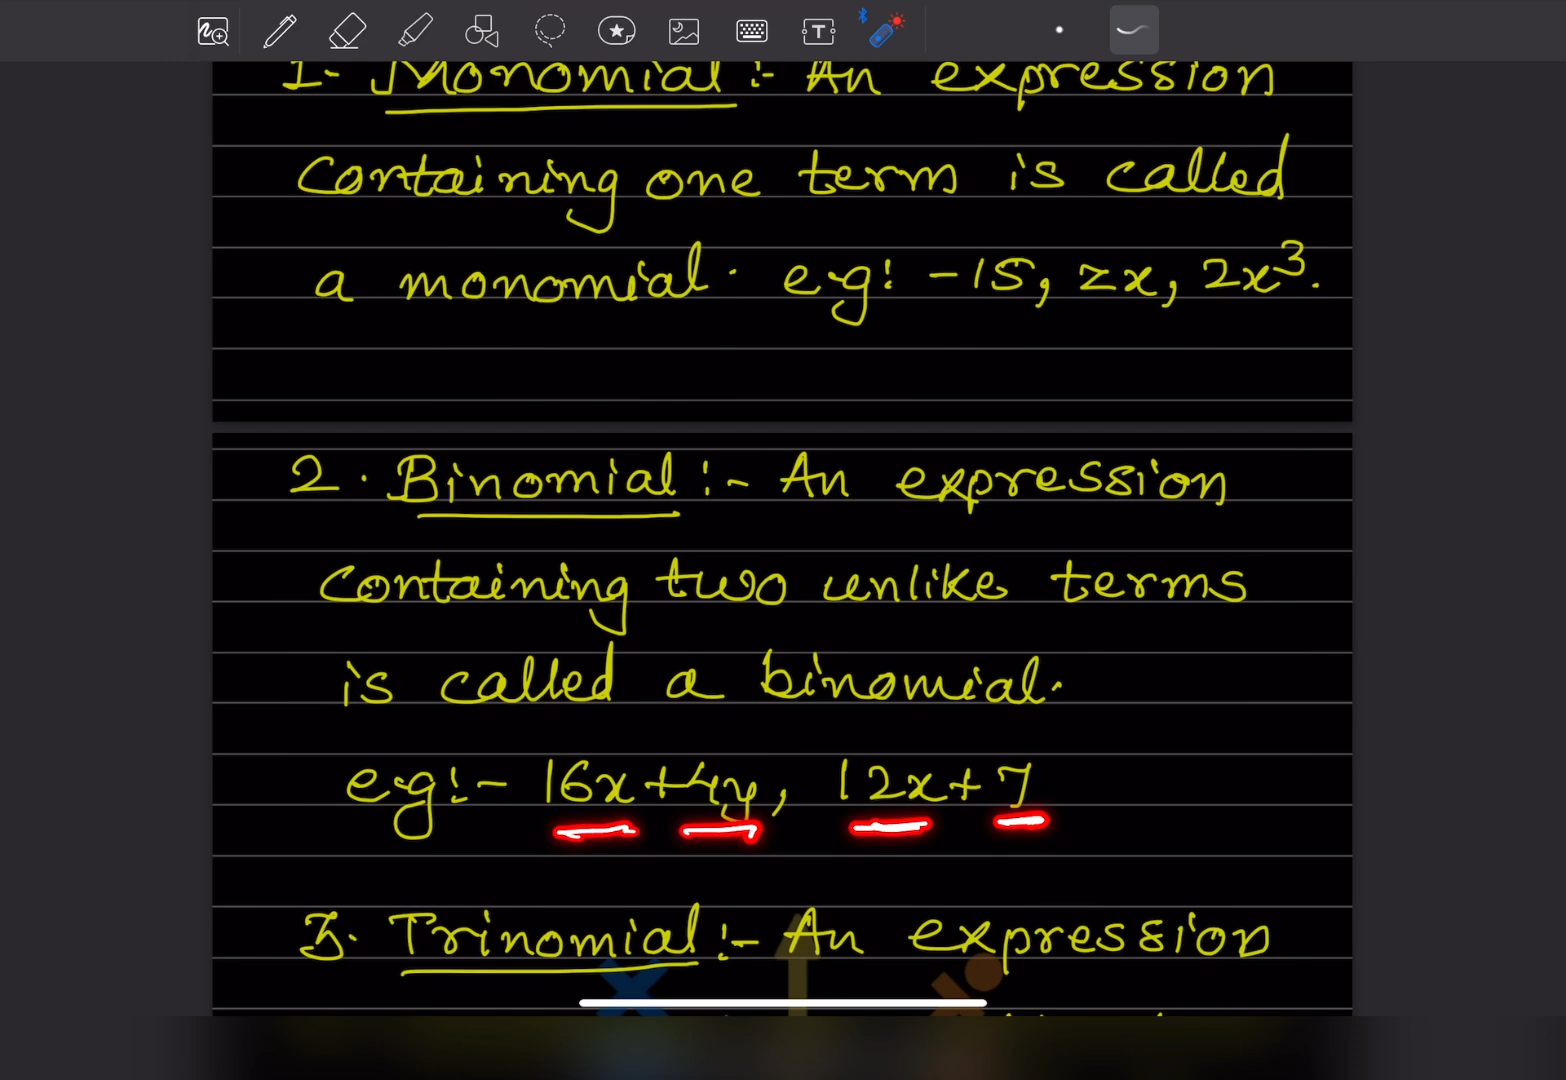 1- Monomial :- An expression
containing one term is called
a monomial. e.g:- -15, zx, 2x³.
2. Binomial :- An expression
containing two unlike terms
is called a binomial.
e.g:- 16x+4y, 12x+7
3. Trinomial :- An expression